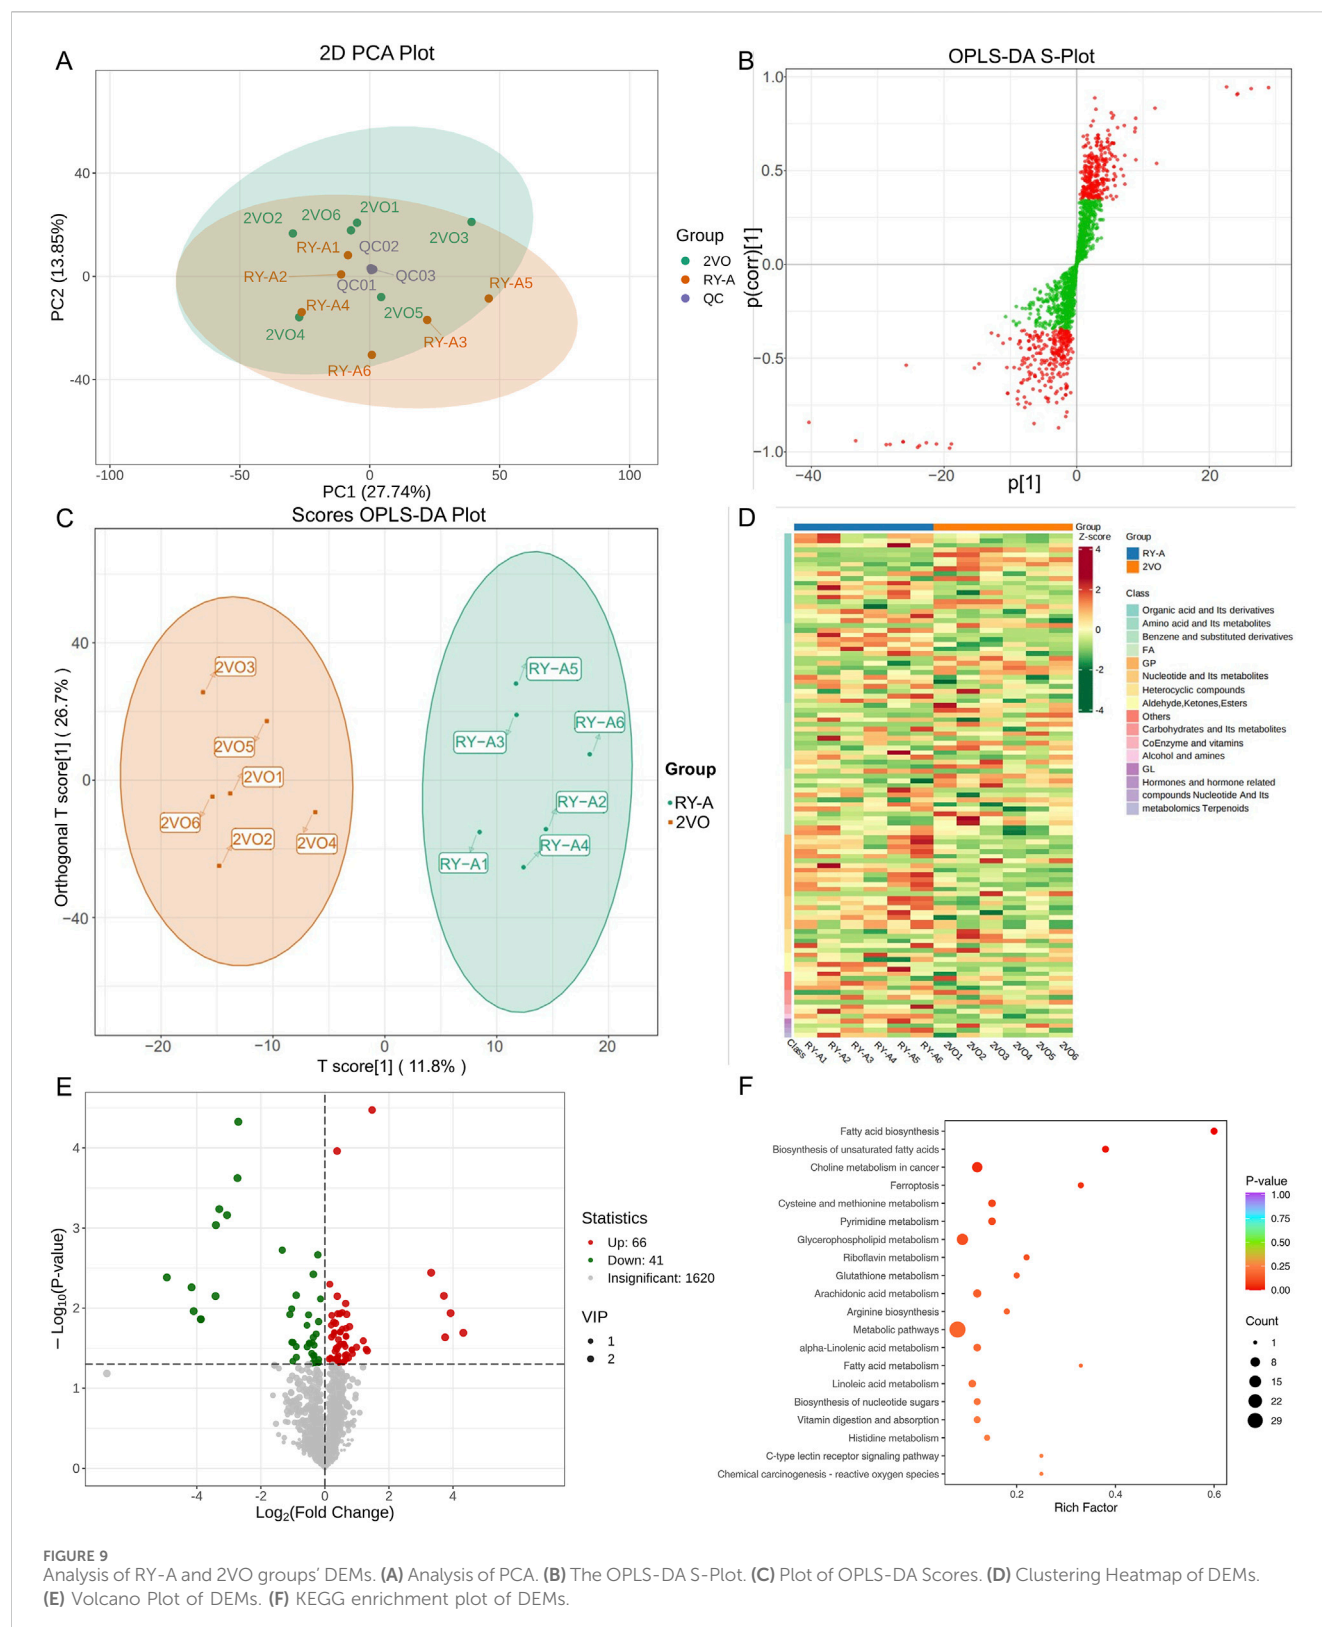 A
2D PCA Plot
PC2 (13.85%)
40
0
-40
2VO1
2VO2
2VO6
2VO3
RY-A1
QC02
RY-A2
QC03
QC01
RY-A5
RY-A4
2VO5
2VO4
RY-A3
RY-A6
-100
-50
0
50
100
PC1 (27.74%)
Group
2VO
RY-A
QC
B
OPLS-DA S-Plot
p(corr)[1]
1.0
0.5
0.0
−0.5
−1.0
−40
−20
0
20
p[1]
C
Scores OPLS-DA Plot
Orthogonal T score[1] ( 26.7% )
40
0
−40
2VO3
2VO5
2VO1
2VO6
2VO2
2VO4
RY−A5
RY−A6
RY−A3
RY−A2
RY−A4
RY−A1
−20
−10
0
10
20
T score[1] ( 11.8% )
Group
RY-A
2VO
D
Group
Z-score
4
2
0
-2
-4
Group
RY-A
2VO
Class
Organic acid and Its derivatives
Amino acid and Its metabolites
Benzene and substituted derivatives
FA
GP
Nucleotide and Its metabolites
Heterocyclic compounds
Aldehyde,Ketones,Esters
Others
Carbohydrates and Its metabolites
CoEnzyme and vitamins
Alcohol and amines
GL
Hormones and hormone related
compounds Nucleotide And Its
metabolomics Terpenoids
Class
RY-A1
RY-A2
RY-A3
RY-A4
RY-A5
RY-A6
2VO1
2VO2
2VO3
2VO4
2VO5
2VO6
E
−Log10(P-value)
4
3
2
1
0
-4
-2
0
2
4
Log2(Fold Change)
Statistics
Up: 66
Down: 41
Insignificant: 1620
VIP
1
2
F
Fatty acid biosynthesis
Biosynthesis of unsaturated fatty acids
Choline metabolism in cancer
Ferroptosis
Cysteine and methionine metabolism
Pyrimidine metabolism
Glycerophospholipid metabolism
Riboflavin metabolism
Glutathione metabolism
Arachidonic acid metabolism
Arginine biosynthesis
Metabolic pathways
alpha-Linolenic acid metabolism
Fatty acid metabolism
Linoleic acid metabolism
Biosynthesis of nucleotide sugars
Vitamin digestion and absorption
Histidine metabolism
C-type lectin receptor signaling pathway
Chemical carcinogenesis - reactive oxygen species
0.2
0.4
0.6
Rich Factor
P-value
1.00
0.75
0.50
0.25
0.00
Count
1
8
15
22
29
FIGURE 9
Analysis of RY-A and 2VO groups’ DEMs. (A) Analysis of PCA. (B) The OPLS-DA S-Plot. (C) Plot of OPLS-DA Scores. (D) Clustering Heatmap of DEMs.
(E) Volcano Plot of DEMs. (F) KEGG enrichment plot of DEMs.